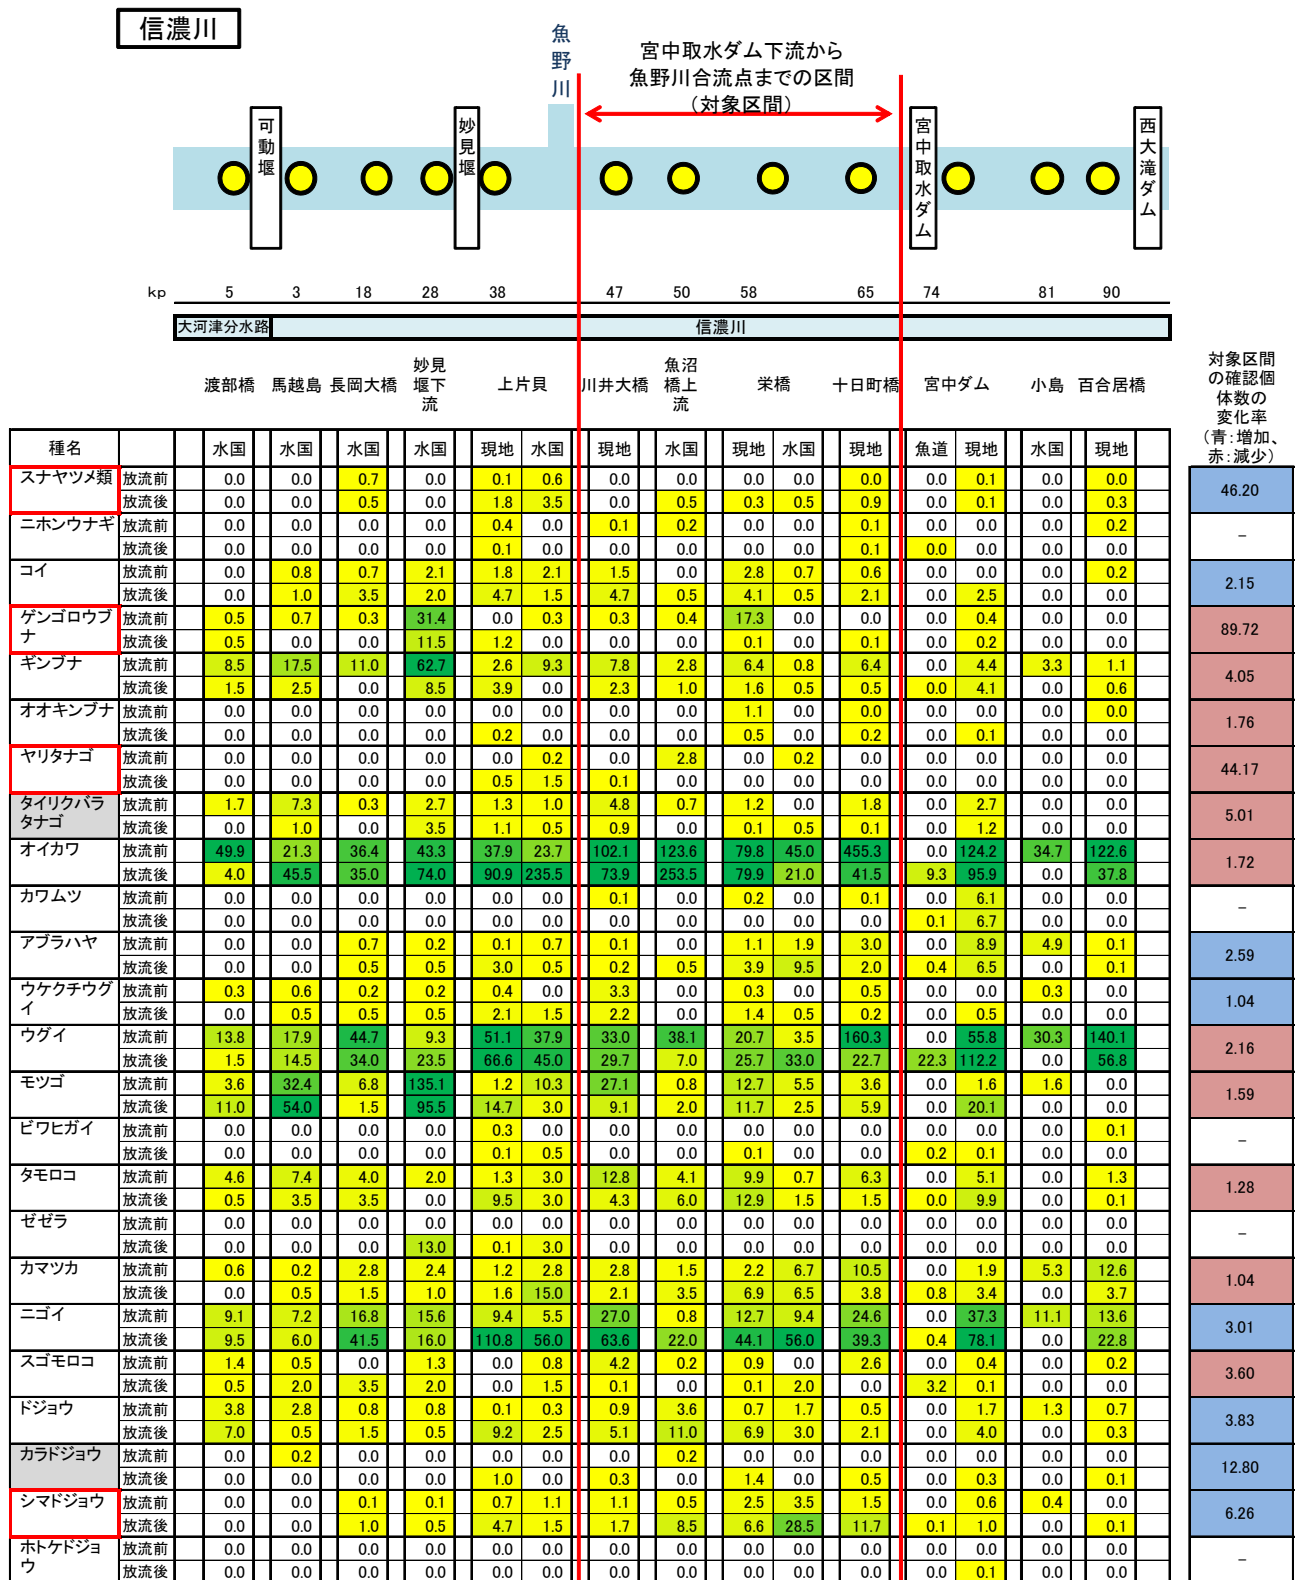 信濃川
魚野川
宮中取水ダム下流から
魚野川合流点までの区間
（対象区間）
可動堰
妙見堰
宮中取水ダム
西大滝ダム
kp 5 3 18 28 38 47 50 58 65 74 81 90
大河津分水路 信濃川
渡部橋 馬越島 長岡大橋 妙見堰下流 上片貝 川井大橋 魚沼橋上流 栄橋 十日町橋 宮中ダム 小島 百合居橋
対象区間
の確認個
体数の
変化率
（青：増加、
赤：減少）
種名 水国 水国 水国 水国 現地 水国 現地 水国 現地 水国 現地 魚道 現地 水国 現地
スナヤツメ類 放流前 0.0 0.0 0.7 0.0 0.1 0.6 0.0 0.0 0.0 0.0 0.0 0.0 0.1 0.0 0.0 46.20
放流後 0.0 0.0 0.5 0.0 1.8 3.5 0.0 0.5 0.3 0.5 0.9 0.0 0.1 0.0 0.3
ニホンウナギ 放流前 0.0 0.0 0.0 0.0 0.4 0.0 0.1 0.2 0.0 0.0 0.1 0.0 0.0 0.0 0.2 －
放流後 0.0 0.0 0.0 0.0 0.1 0.0 0.0 0.0 0.0 0.0 0.1 0.0 0.0 0.0 0.0
コイ 放流前 0.0 0.8 0.7 2.1 1.8 2.1 1.5 0.0 2.8 0.7 0.6 0.0 0.0 0.0 0.2 2.15
放流後 0.0 1.0 3.5 2.0 4.7 1.5 4.7 0.5 4.1 0.5 2.1 0.0 2.5 0.0 0.0
ゲンゴロウブナ 放流前 0.5 0.7 0.3 31.4 0.0 0.3 0.3 0.4 17.3 0.0 0.0 0.0 0.4 0.0 0.0 89.72
放流後 0.5 0.0 0.0 11.5 1.2 0.0 0.0 0.0 0.1 0.0 0.1 0.0 0.2 0.0 0.0
ギンブナ 放流前 8.5 17.5 11.0 62.7 2.6 9.3 7.8 2.8 6.4 0.8 6.4 0.0 4.4 3.3 1.1 4.05
放流後 1.5 2.5 0.0 8.5 3.9 0.0 2.3 1.0 1.6 0.5 0.5 0.0 4.1 0.0 0.6
オオキンブナ 放流前 0.0 0.0 0.0 0.0 0.0 0.0 0.0 0.0 1.1 0.0 0.0 0.0 0.0 0.0 0.0 1.76
放流後 0.0 0.0 0.0 0.0 0.2 0.0 0.0 0.0 0.5 0.0 0.2 0.0 0.1 0.0 0.0
ヤリタナゴ 放流前 0.0 0.0 0.0 0.0 0.0 0.2 0.0 2.8 0.0 0.2 0.0 0.0 0.0 0.0 0.0 44.17
放流後 0.0 0.0 0.0 0.0 0.5 1.5 0.1 0.0 0.0 0.0 0.0 0.0 0.0 0.0 0.0
タイリクバラタナゴ 放流前 1.7 7.3 0.3 2.7 1.3 1.0 4.8 0.7 1.2 0.0 1.8 0.0 2.7 0.0 0.0 5.01
放流後 0.0 1.0 0.0 3.5 1.1 0.5 0.9 0.0 0.1 0.5 0.1 0.0 1.2 0.0 0.0
オイカワ 放流前 49.9 21.3 36.4 43.3 37.9 23.7 102.1 123.6 79.8 45.0 455.3 0.0 124.2 34.7 122.6 1.72
放流後 4.0 45.5 35.0 74.0 90.9 235.5 73.9 253.5 79.9 21.0 41.5 9.3 95.9 0.0 37.8
カワムツ 放流前 0.0 0.0 0.0 0.0 0.0 0.0 0.1 0.0 0.2 0.0 0.1 0.0 6.1 0.0 0.0 －
放流後 0.0 0.0 0.0 0.0 0.0 0.0 0.0 0.0 0.0 0.0 0.0 0.1 6.7 0.0 0.0
アブラハヤ 放流前 0.0 0.0 0.7 0.2 0.1 0.7 0.1 0.0 1.1 1.9 3.0 0.0 8.9 4.9 0.1 2.59
放流後 0.0 0.0 0.5 0.5 3.0 0.5 0.2 0.5 3.9 9.5 2.0 0.4 6.5 0.0 0.1
ウケクチウグイ 放流前 0.3 0.6 0.2 0.2 0.4 0.0 3.3 0.0 0.3 0.0 0.5 0.0 0.0 0.3 0.0 1.04
放流後 0.0 0.5 0.5 0.5 2.1 1.5 2.2 0.0 1.4 0.5 0.2 0.0 0.5 0.0 0.0
ウグイ 放流前 13.8 17.9 44.7 9.3 51.1 37.9 33.0 38.1 20.7 3.5 160.3 0.0 55.8 30.3 140.1 2.16
放流後 1.5 14.5 34.0 23.5 66.6 45.0 29.7 7.0 25.7 33.0 22.7 22.3 112.2 0.0 56.8
モツゴ 放流前 3.6 32.4 6.8 135.1 1.2 10.3 27.1 0.8 12.7 5.5 3.6 0.0 1.6 1.6 0.0 1.59
放流後 11.0 54.0 1.5 95.5 14.7 3.0 9.1 2.0 11.7 2.5 5.9 0.0 20.1 0.0 0.0
ビワヒガイ 放流前 0.0 0.0 0.0 0.0 0.3 0.0 0.0 0.0 0.0 0.0 0.0 0.0 0.0 0.0 0.1 －
放流後 0.0 0.0 0.0 0.0 0.1 0.5 0.0 0.0 0.1 0.0 0.0 0.2 0.1 0.0 0.0
タモロコ 放流前 4.6 7.4 4.0 2.0 1.3 3.0 12.8 4.1 9.9 0.7 6.3 0.0 5.1 0.0 1.3 1.28
放流後 0.5 3.5 3.5 0.0 9.5 3.0 4.3 6.0 12.9 1.5 1.5 0.0 9.9 0.0 0.1
ゼゼラ 放流前 0.0 0.0 0.0 0.0 0.0 0.0 0.0 0.0 0.0 0.0 0.0 0.0 0.0 0.0 0.0 －
放流後 0.0 0.0 0.0 13.0 0.1 3.0 0.0 0.0 0.0 0.0 0.0 0.0 0.0 0.0 0.0
カマツカ 放流前 0.6 0.2 2.8 2.4 1.2 2.8 2.8 1.5 2.2 6.7 10.5 0.0 1.9 5.3 12.6 1.04
放流後 0.0 0.5 1.5 1.0 1.6 15.0 2.1 3.5 6.9 6.5 3.8 0.8 3.4 0.0 3.7
ニゴイ 放流前 9.1 7.2 16.8 15.6 9.4 5.5 27.0 0.8 12.7 9.4 24.6 0.0 37.3 11.1 13.6 3.01
放流後 9.5 6.0 41.5 16.0 110.8 56.0 63.6 22.0 44.1 56.0 39.3 0.4 78.1 0.0 22.8
スゴモロコ 放流前 1.4 0.5 0.0 1.3 0.0 0.8 4.2 0.2 0.9 0.0 2.6 0.0 0.4 0.0 0.2 3.60
放流後 0.5 2.0 3.5 2.0 0.0 1.5 0.1 0.0 0.1 2.0 0.0 3.2 0.1 0.0 0.0
ドジョウ 放流前 3.8 2.8 0.8 0.8 0.1 0.3 0.9 3.6 0.7 1.7 0.5 0.0 1.7 1.3 0.7 3.83
放流後 7.0 0.5 1.5 0.5 9.2 2.5 5.1 11.0 6.9 3.0 2.1 0.0 4.0 0.0 0.3
カラドジョウ 放流前 0.0 0.2 0.0 0.0 0.0 0.0 0.0 0.2 0.0 0.0 0.0 0.0 0.0 0.0 0.0 12.80
放流後 0.0 0.0 0.0 0.0 1.0 0.0 0.3 0.0 1.4 0.0 0.5 0.0 0.3 0.0 0.1
シマドジョウ 放流前 0.0 0.0 0.1 0.1 0.7 1.1 1.1 0.5 2.5 3.5 1.5 0.0 0.6 0.4 0.0 6.26
放流後 0.0 0.0 1.0 0.5 4.7 1.5 1.7 8.5 6.6 28.5 11.7 0.1 1.0 0.0 0.1
ホトケドジョウ 放流前 0.0 0.0 0.0 0.0 0.0 0.0 0.0 0.0 0.0 0.0 0.0 0.0 0.0 0.0 0.0 －
放流後 0.0 0.0 0.0 0.0 0.0 0.0 0.0 0.0 0.0 0.0 0.0 0.0 0.1 0.0 0.0